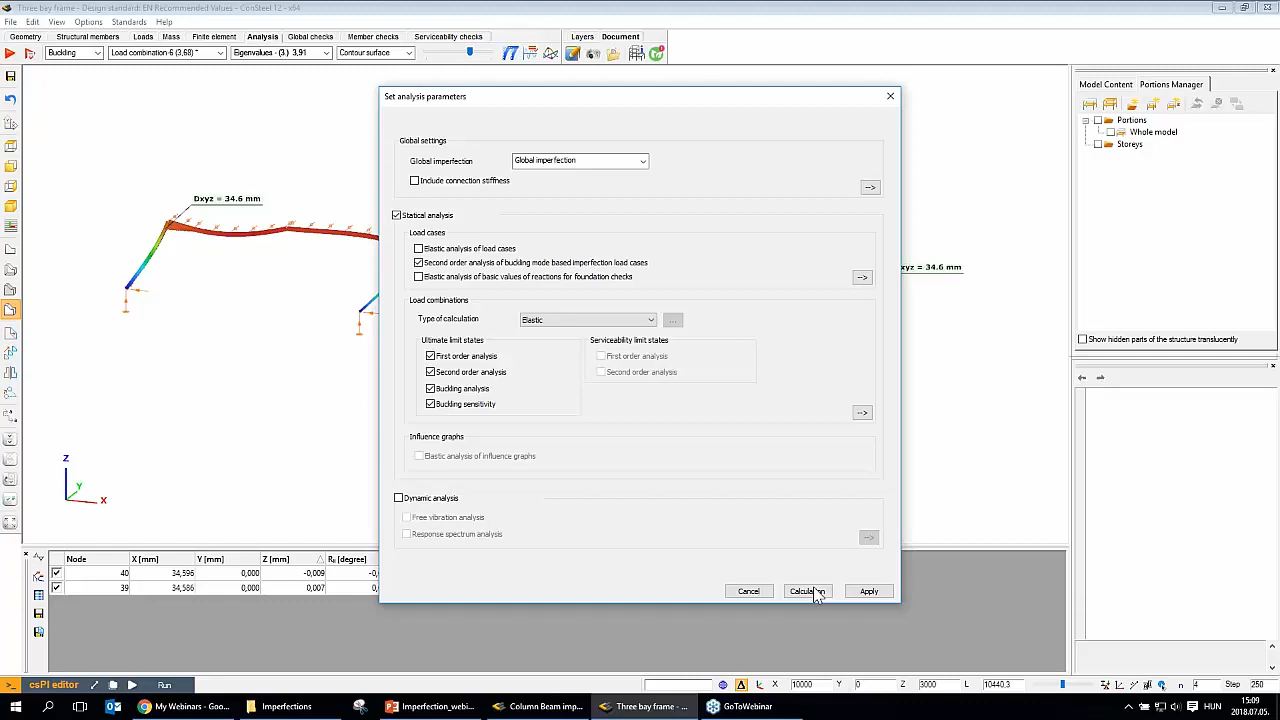 Three bay frame - Design standard: EN Recommended Values - ConSteel 12 - x64
File Edit View Options Standards Help
Geometry Structural members Loads Mass Finite element Analysis Global checks Member checks Serviceability checks Layers Document
Buckling Load combination-6 (3,68) * Eigenvalues - (3.) 3,91 Contour surface
Set analysis parameters
Model Content Portions Manager
Portions
Whole model
Storeys
Global settings
Global imperfection Global imperfection
Include connection stiffness
-->
Dxyz = 34.6 mm
Statical analysis
Load cases
Elastic analysis of load cases
Second order analysis of buckling mode based imperfection load cases
xyz = 34.6 mm
Elastic analysis of basic values of reactions for foundation checks
-->
Load combinations
Type of calculation Elastic ...
Ultimate limit states Serviceability limit states
First order analysis First order analysis
Second order analysis Second order analysis
Buckling analysis
Buckling sensitivity
-->
Show hidden parts of the structure translucently
Influence graphs
Elastic analysis of influence graphs
Z
Y
X
Dynamic analysis
Free vibration analysis
Response spectrum analysis
-->
Node X [mm] Y [mm] Z [mm] R [degree]
40 34,596 0,000 -0,009 -0,
39 34,586 0,000 0,007 0,
Cancel Apply
csPI editor Run
X 10000 Y 0 Z 3000 L 10440,3 n 4 Step 250
My Webinars - Goo... Imperfections Imperfection_webi... Column Beam imp... Three bay frame - ... GoToWebinar
HUN
15:09
2018.07.05.